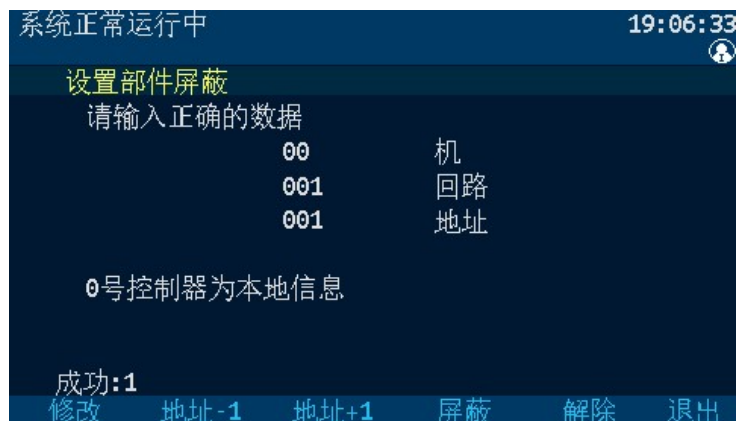 系统正常运行中 19:06:33
设置部件屏蔽
请输入正确的数据
00 机
001 回路
001 地址
0号控制器为本地信息
成功:1
修改 地址-1 地址+1 屏蔽 解除 退出